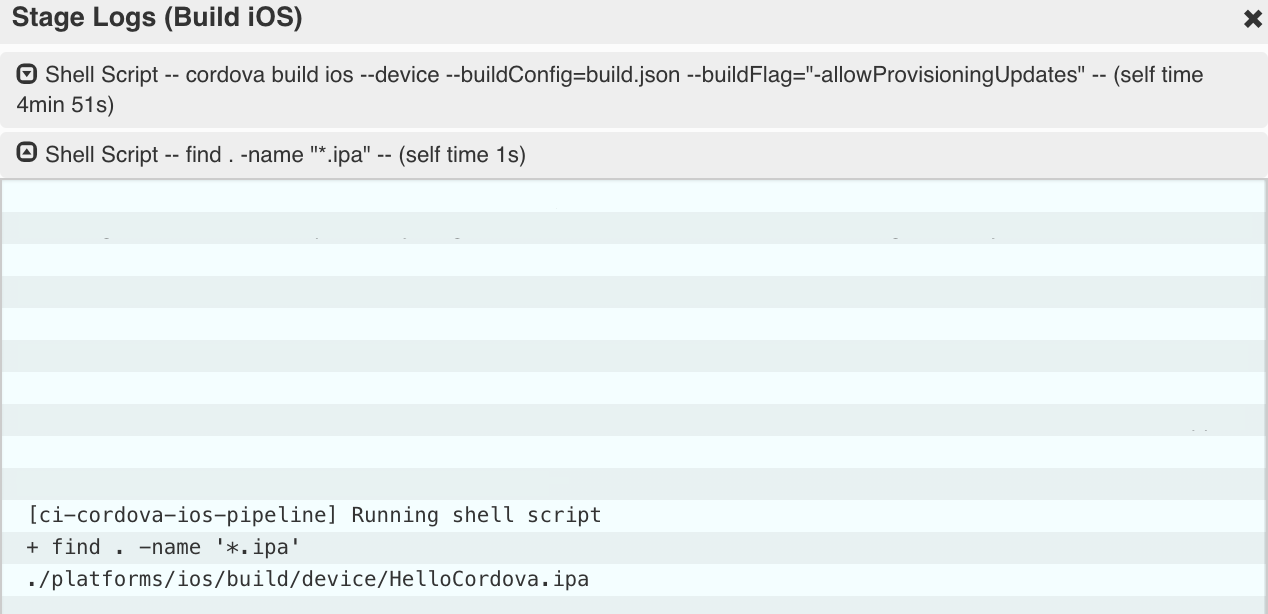 Stage Logs (Build iOS)
Shell Script -- cordova build ios --device --buildConfig=build.json --buildFlag="-allowProvisioningUpdates" -- (self time
4min 51s)
Shell Script -- find . -name "*.ipa" -- (self time 1s)
[ci-cordova-ios-pipeline] Running shell script
+ find . -name '*.ipa'
./platforms/ios/build/device/HelloCordova.ipa